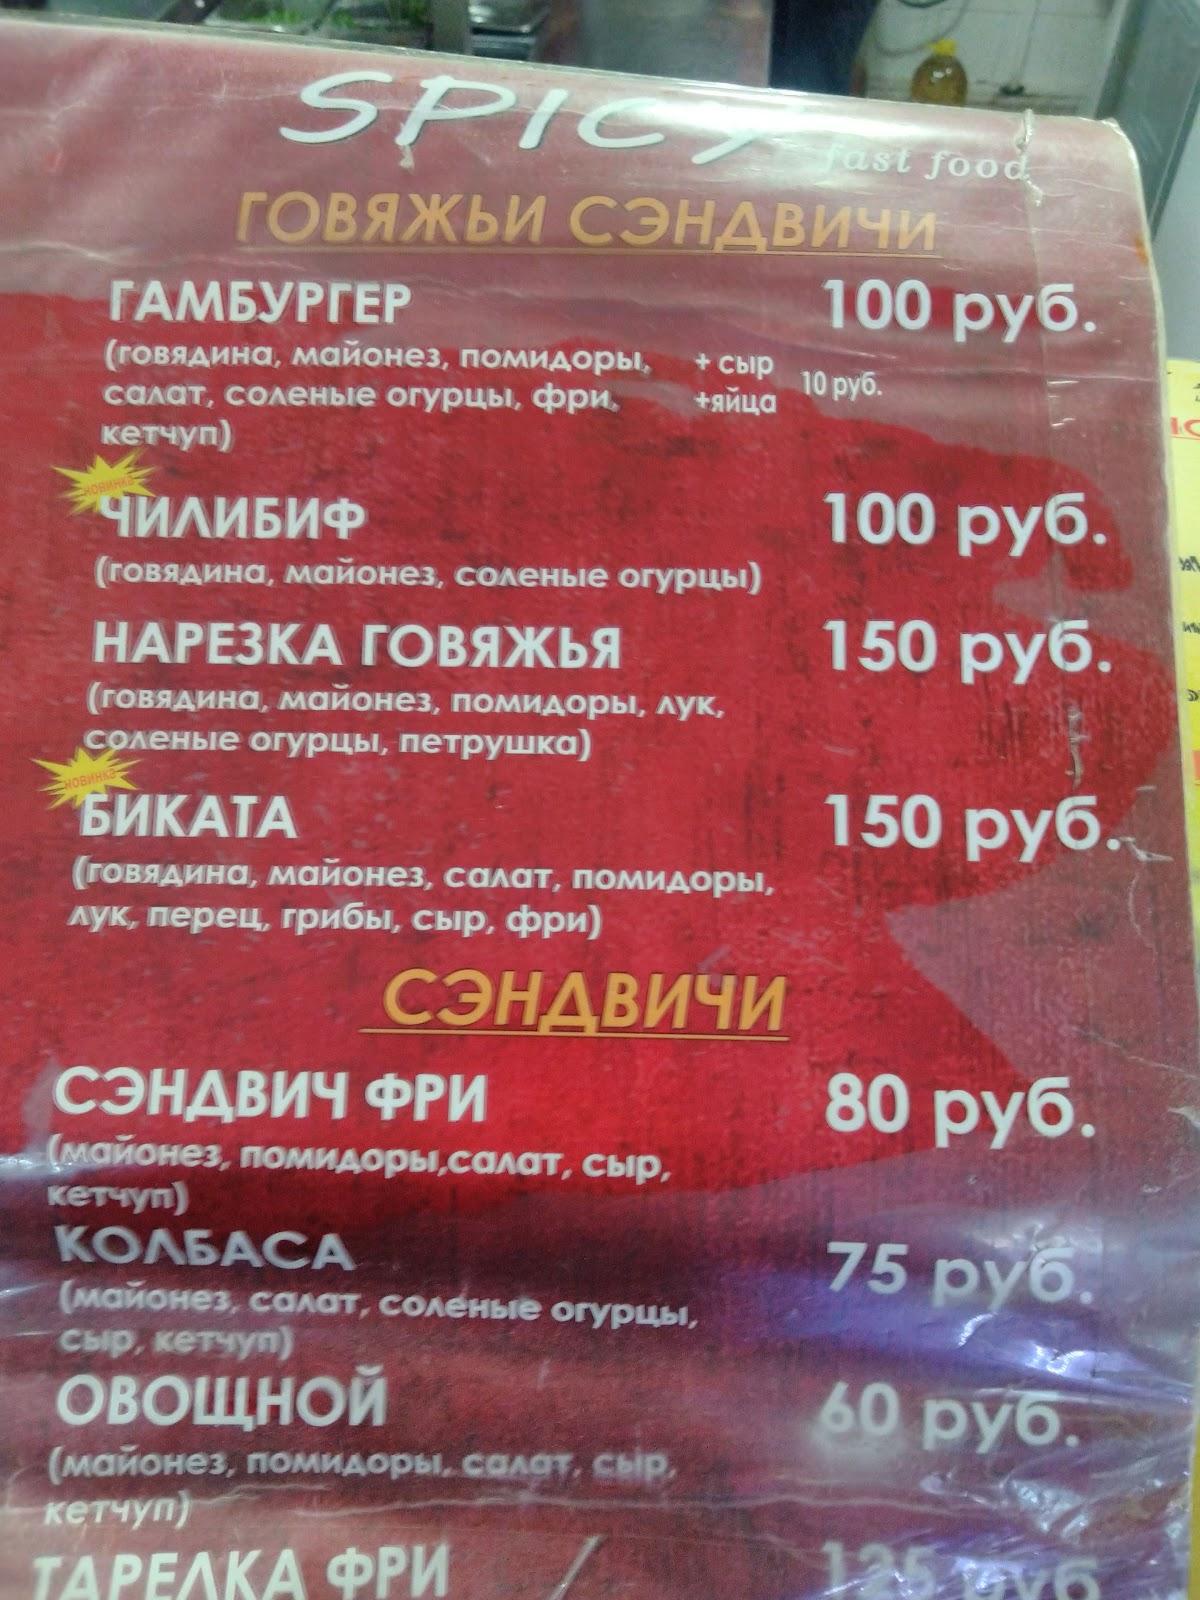 SPICY fast food
ГОВЯЖЬИ СЭНДВИЧИ
ГАМБУРГЕР 100 руб.
(говядина, майонез, помидоры, + сыр
10 руб.
салат, соленые огурцы, фри, +яйца
кетчуп)
новинка
ЧИЛИБИФ 100 руб.
(говядина, майонез, соленые огурцы)
НАРЕЗКА ГОВЯЖЬЯ 150 руб.
(говядина, майонез, помидоры, лук,
соленые огурцы, петрушка)
новинка
БИКАТА 150 руб.
(говядина, майонез, салат, помидоры,
лук, перец, грибы, сыр, фри)
СЭНДВИЧИ
СЭНДВИЧ ФРИ 80 руб.
(майонез, помидоры,салат, сыр,
кетчуп)
КОЛБАСА 75 руб.
(майонез, салат, соленые огурцы,
сыр, кетчуп)
ОВОЩНОЙ 60 руб.
(майонез, помидоры, салат, сыр,
кетчуп)
ТАРЕЛКА ФРИ 125 руб